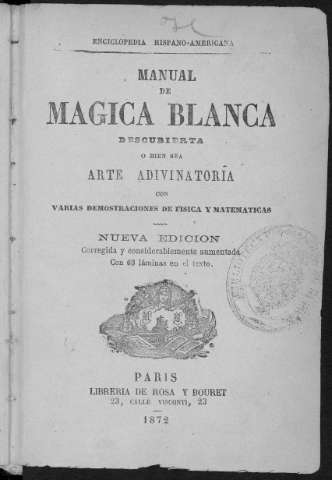 ENCICLOPEDIA HISPANO-AMERICANA
MANUAL
DE
MAGICA BLANCA
DESCUBIERTA
O BIEN SEA
ARTE ADIVINATORÍA
CON
VARIAS DEMOSTRACIONES DE FISICA Y MATEMATICAS
NUEVA EDICION
Corregida y considerablemente aumentada
Con 63 láminas en el texto.
PARIS
LIBRERIA DE ROSA Y BOURET
23, CALLE VISCONTI, 23
1872